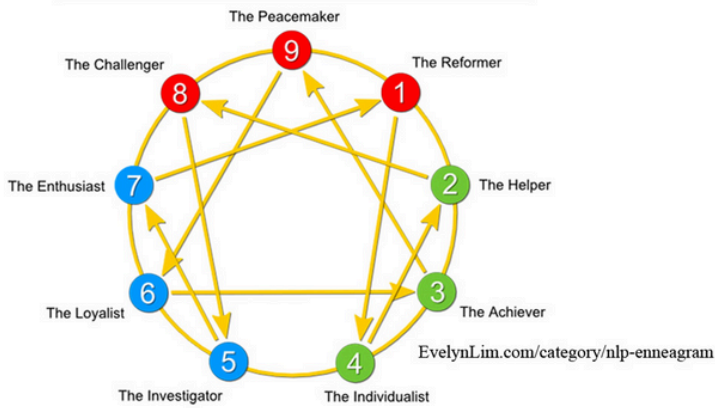 The Peacemaker
9
The Challenger
The Reformer
8
1
The Enthusiast
7
2
The Helper
6
3
The Loyalist
The Achiever
5
4
EvelynLim.com/category/nlp-enneagram
The Investigator
The Individualist